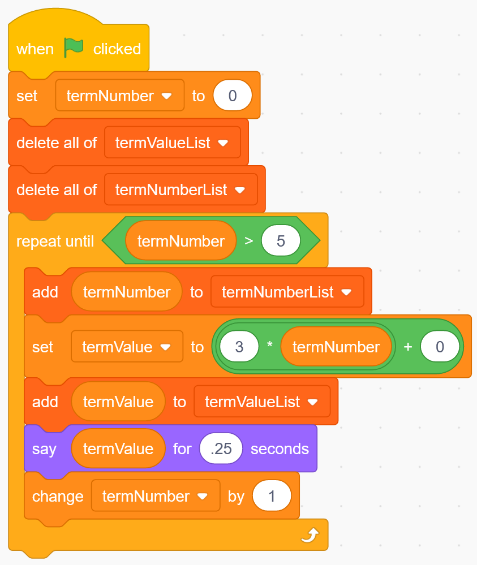 when clicked
set termNumber to 0
delete all of termValueList
delete all of termNumberList
repeat until termNumber > 5
add termNumber to termNumberList
set termValue to 3 * termNumber + 0
add termValue to termValueList
say termValue for .25 seconds
change termNumber by 1